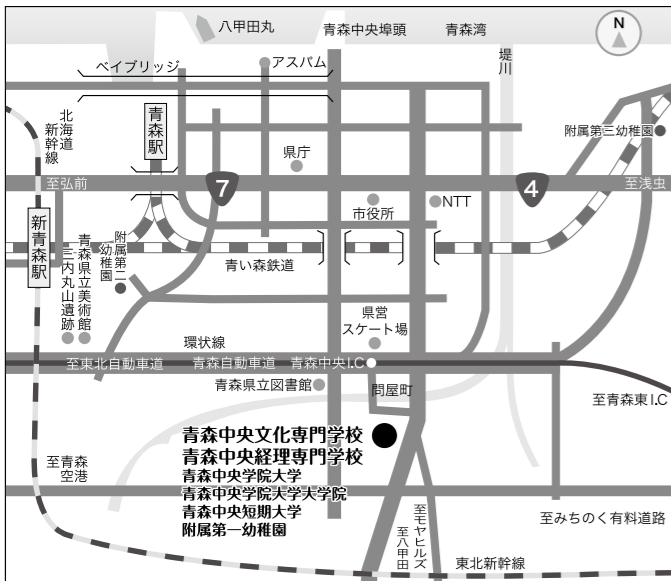 八甲田丸
青森中央埠頭
青森湾
N
ベイブリッジ
アスパム
堤川
北海道
新幹線
青森駅
附属第三幼稚園
県庁
7
4
至弘前
至浅虫
市役所
NTT
新青森駅
青森県立美術館
三内丸山遺跡
附属第二
幼稚園
青い森鉄道
県営
スケート場
環状線
至東北自動車道
青森自動車道
青森中央I.C
青森県立図書館
問屋町
至青森東I.C
青森中央文化専門学校
青森中央経理専門学校
青森中央学院大学
青森中央学院大学大学院
青森中央短期大学
附属第一幼稚園
至青森
空港
至モヤヒルズ
至八甲田
至みちのく有料道路
東北新幹線